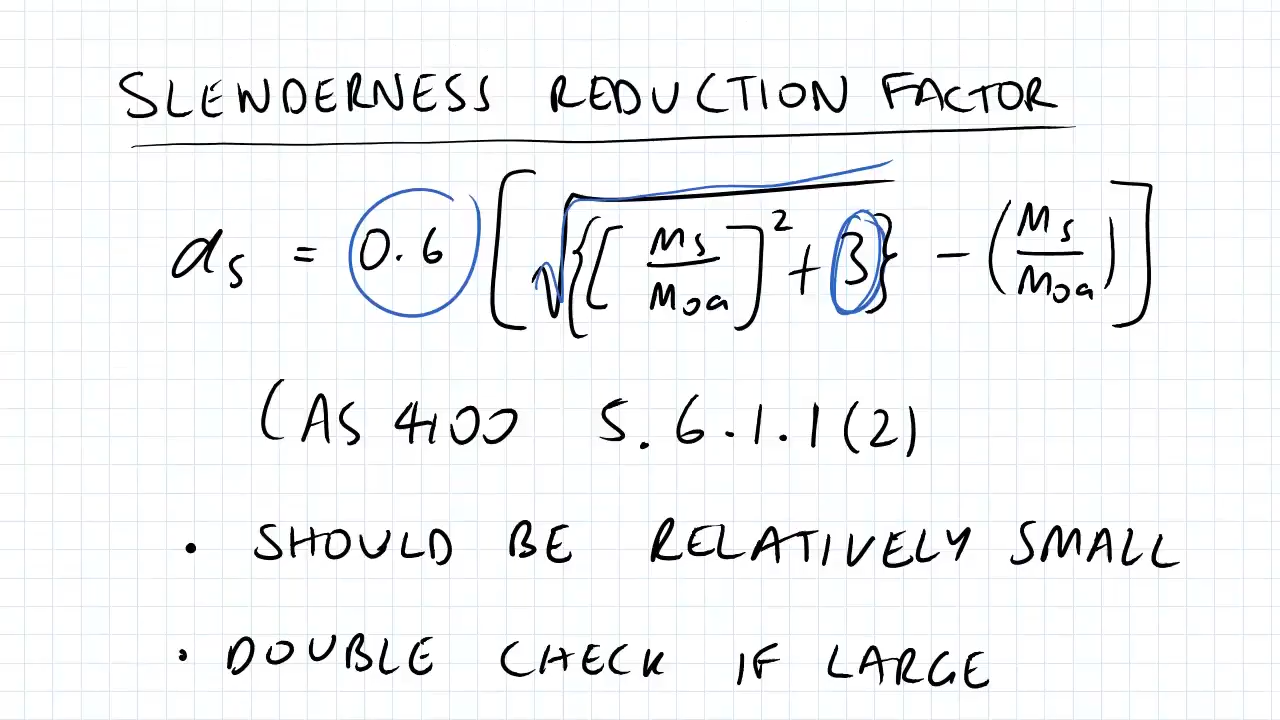 SLENDERNESS REDUCTION FACTOR
αs = 0.6 [√{[Ms/Moa]² + 3} − (Ms/Moa)]
(AS 4100 5.6.1.1(2)
• SHOULD BE RELATIVELY SMALL
• DOUBLE CHECK IF LARGE